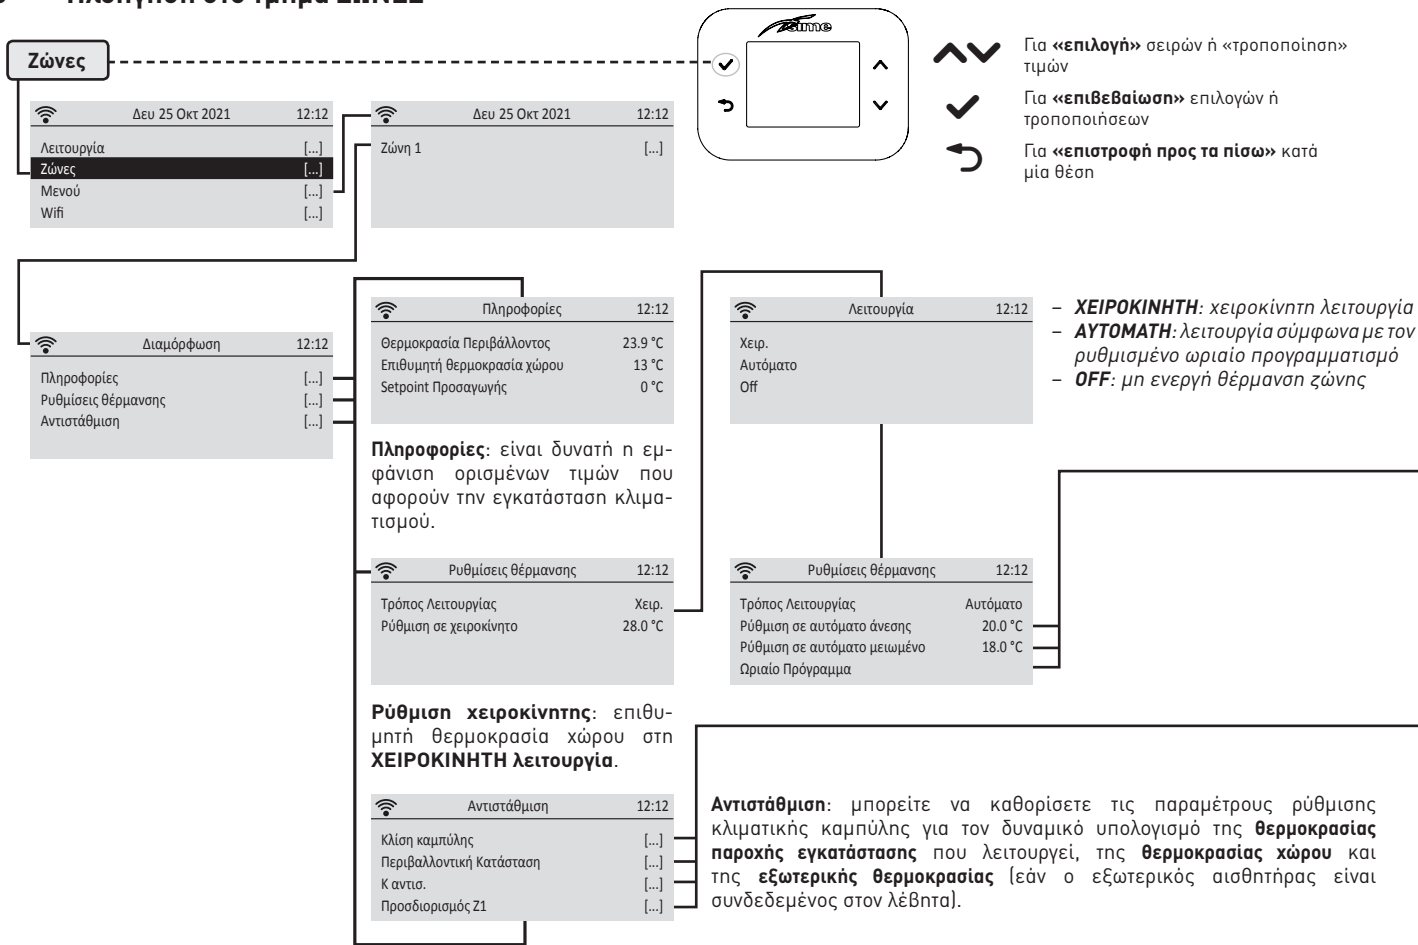 Ζώνες
sime
Για «επιλογή» σειρών ή «τροποποίηση»
τιμών
Για «επιβεβαίωση» επιλογών ή
τροποποιήσεων
Για «επιστροφή προς τα πίσω» κατά
μία θέση
Δευ 25 Οκτ 2021 12:12
Λειτουργία [...]
Ζώνες [...]
Μενού [...]
Wifi [...]
Δευ 25 Οκτ 2021 12:12
Ζώνη 1 [...]
Διαμόρφωση 12:12
Πληροφορίες [...]
Ρυθμίσεις θέρμανσης [...]
Αντιστάθμιση [...]
Πληροφορίες 12:12
Θερμοκρασία Περιβάλλοντος 23.9 °C
Επιθυμητή θερμοκρασία χώρου 13 °C
Setpoint Προσαγωγής 0 °C
Πληροφορίες: είναι δυνατή η εμ-
φάνιση ορισμένων τιμών που
αφορούν την εγκατάσταση κλιμα-
τισμού.
Λειτουργία 12:12
Χειρ.
Αυτόματο
Off
– ΧΕΙΡΟΚΙΝΗΤΗ: χειροκίνητη λειτουργία
– ΑΥΤΟΜΑΤΗ: λειτουργία σύμφωνα με τον
ρυθμισμένο ωριαίο προγραμματισμό
– OFF: μη ενεργή θέρμανση ζώνης
Ρυθμίσεις θέρμανσης 12:12
Τρόπος Λειτουργίας Χειρ.
Ρύθμιση σε χειροκίνητο 28.0 °C
Ρυθμίσεις θέρμανσης 12:12
Τρόπος Λειτουργίας Αυτόματο
Ρύθμιση σε αυτόματο άνεσης 20.0 °C
Ρύθμιση σε αυτόματο μειωμένο 18.0 °C
Ωριαίο Πρόγραμμα
Ρύθμιση χειροκίνητης: επιθυ-
μητή θερμοκρασία χώρου στη
ΧΕΙΡΟΚΙΝΗΤΗ λειτουργία.
Αντιστάθμιση 12:12
Κλίση καμπύλης [...]
Περιβαλλοντική Κατάσταση [...]
Κ αντισ. [...]
Προσδιορισμός Ζ1 [...]
Αντιστάθμιση: μπορείτε να καθορίσετε τις παραμέτρους ρύθμισης
κλιματικής καμπύλης για τον δυναμικό υπολογισμό της θερμοκρασίας
παροχής εγκατάστασης που λειτουργεί, της θερμοκρασίας χώρου και
της εξωτερικής θερμοκρασίας (εάν ο εξωτερικός αισθητήρας είναι
συνδεδεμένος στον λέβητα).